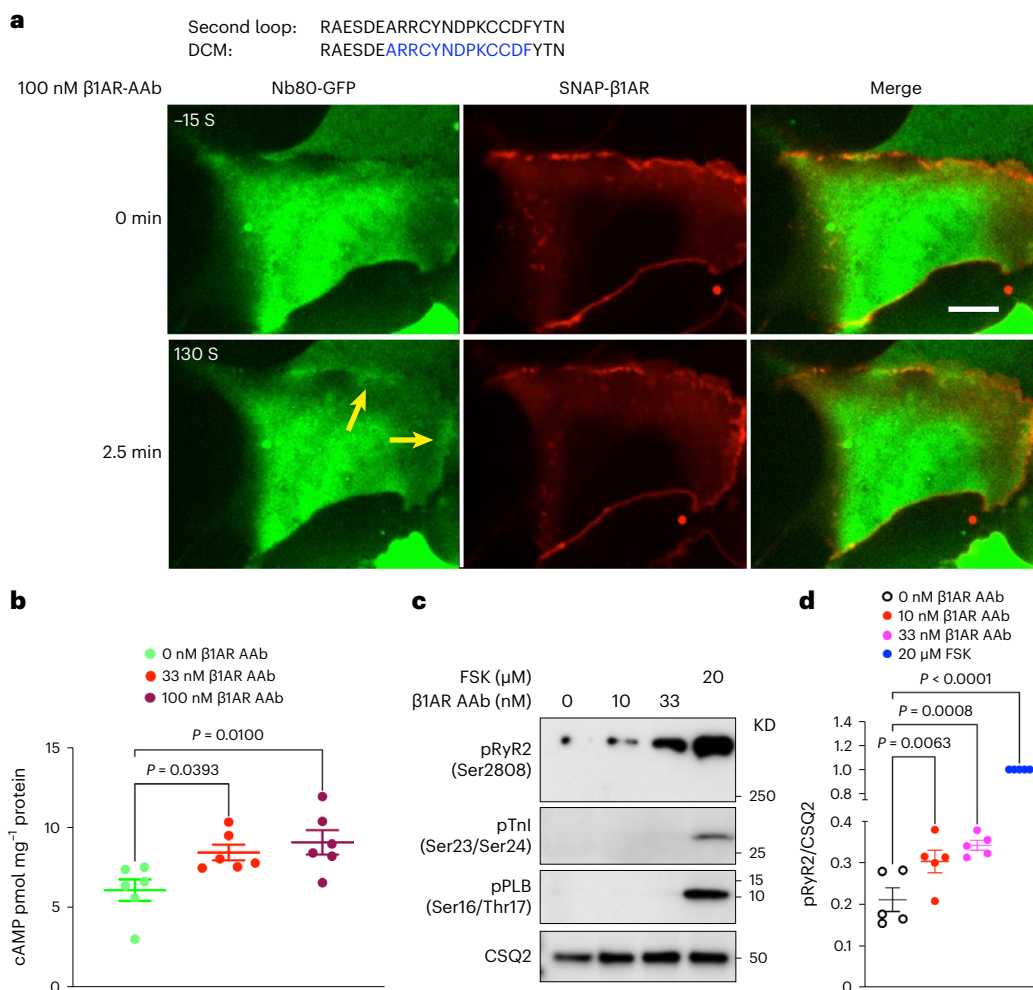 a
Second loop: RAESDEARRCYNDPKCCDFYTN
DCM: RAESDEARRCYNDPKCCDFYTN
100 nM β1AR-AAb Nb80-GFP SNAP-β1AR Merge
–15 S
0 min
130 S
2.5 min
b
0 nM β1AR AAb
33 nM β1AR AAb
100 nM β1AR AAb
P = 0.0100
P = 0.0393
15
10
5
0
cAMP pmol mg−1 protein
c
FSK (μM) 20
β1AR AAb (nM) 0 10 33
KD
pRyR2
(Ser2808)
250
pTnI
(Ser23/Ser24)
25
pPLB
(Ser16/Thr17)
15
10
CSQ2
50
d
0 nM β1AR AAb
10 nM β1AR AAb
33 nM β1AR AAb
20 μM FSK
P < 0.0001
P = 0.0008
P = 0.0063
1.4
1.2
1.0
0.8
0.4
0.3
0.2
0.1
0
pRyR2/CSQ2